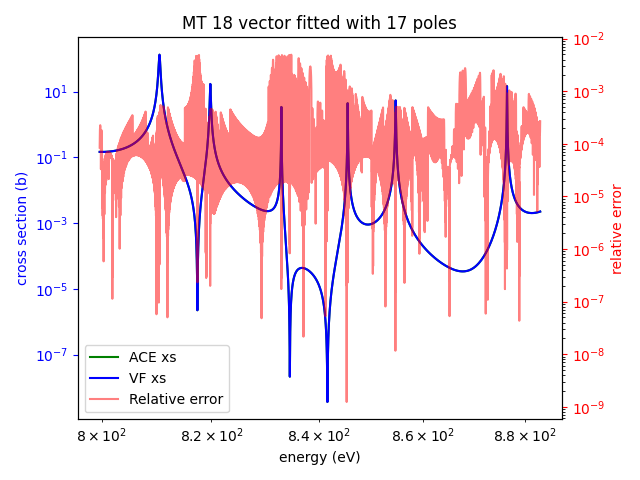 MT 18 vector fitted with 17 poles
cross section (b)
10^1
10^-1
10^-3
10^-5
10^-7
10^-2
10^-3
10^-4
10^-5
10^-6
10^-7
10^-8
10^-9
relative error
ACE xs
VF xs
Relative error
8 × 10^2
8.2 × 10^2
8.4 × 10^2
8.6 × 10^2
8.8 × 10^2
energy (eV)